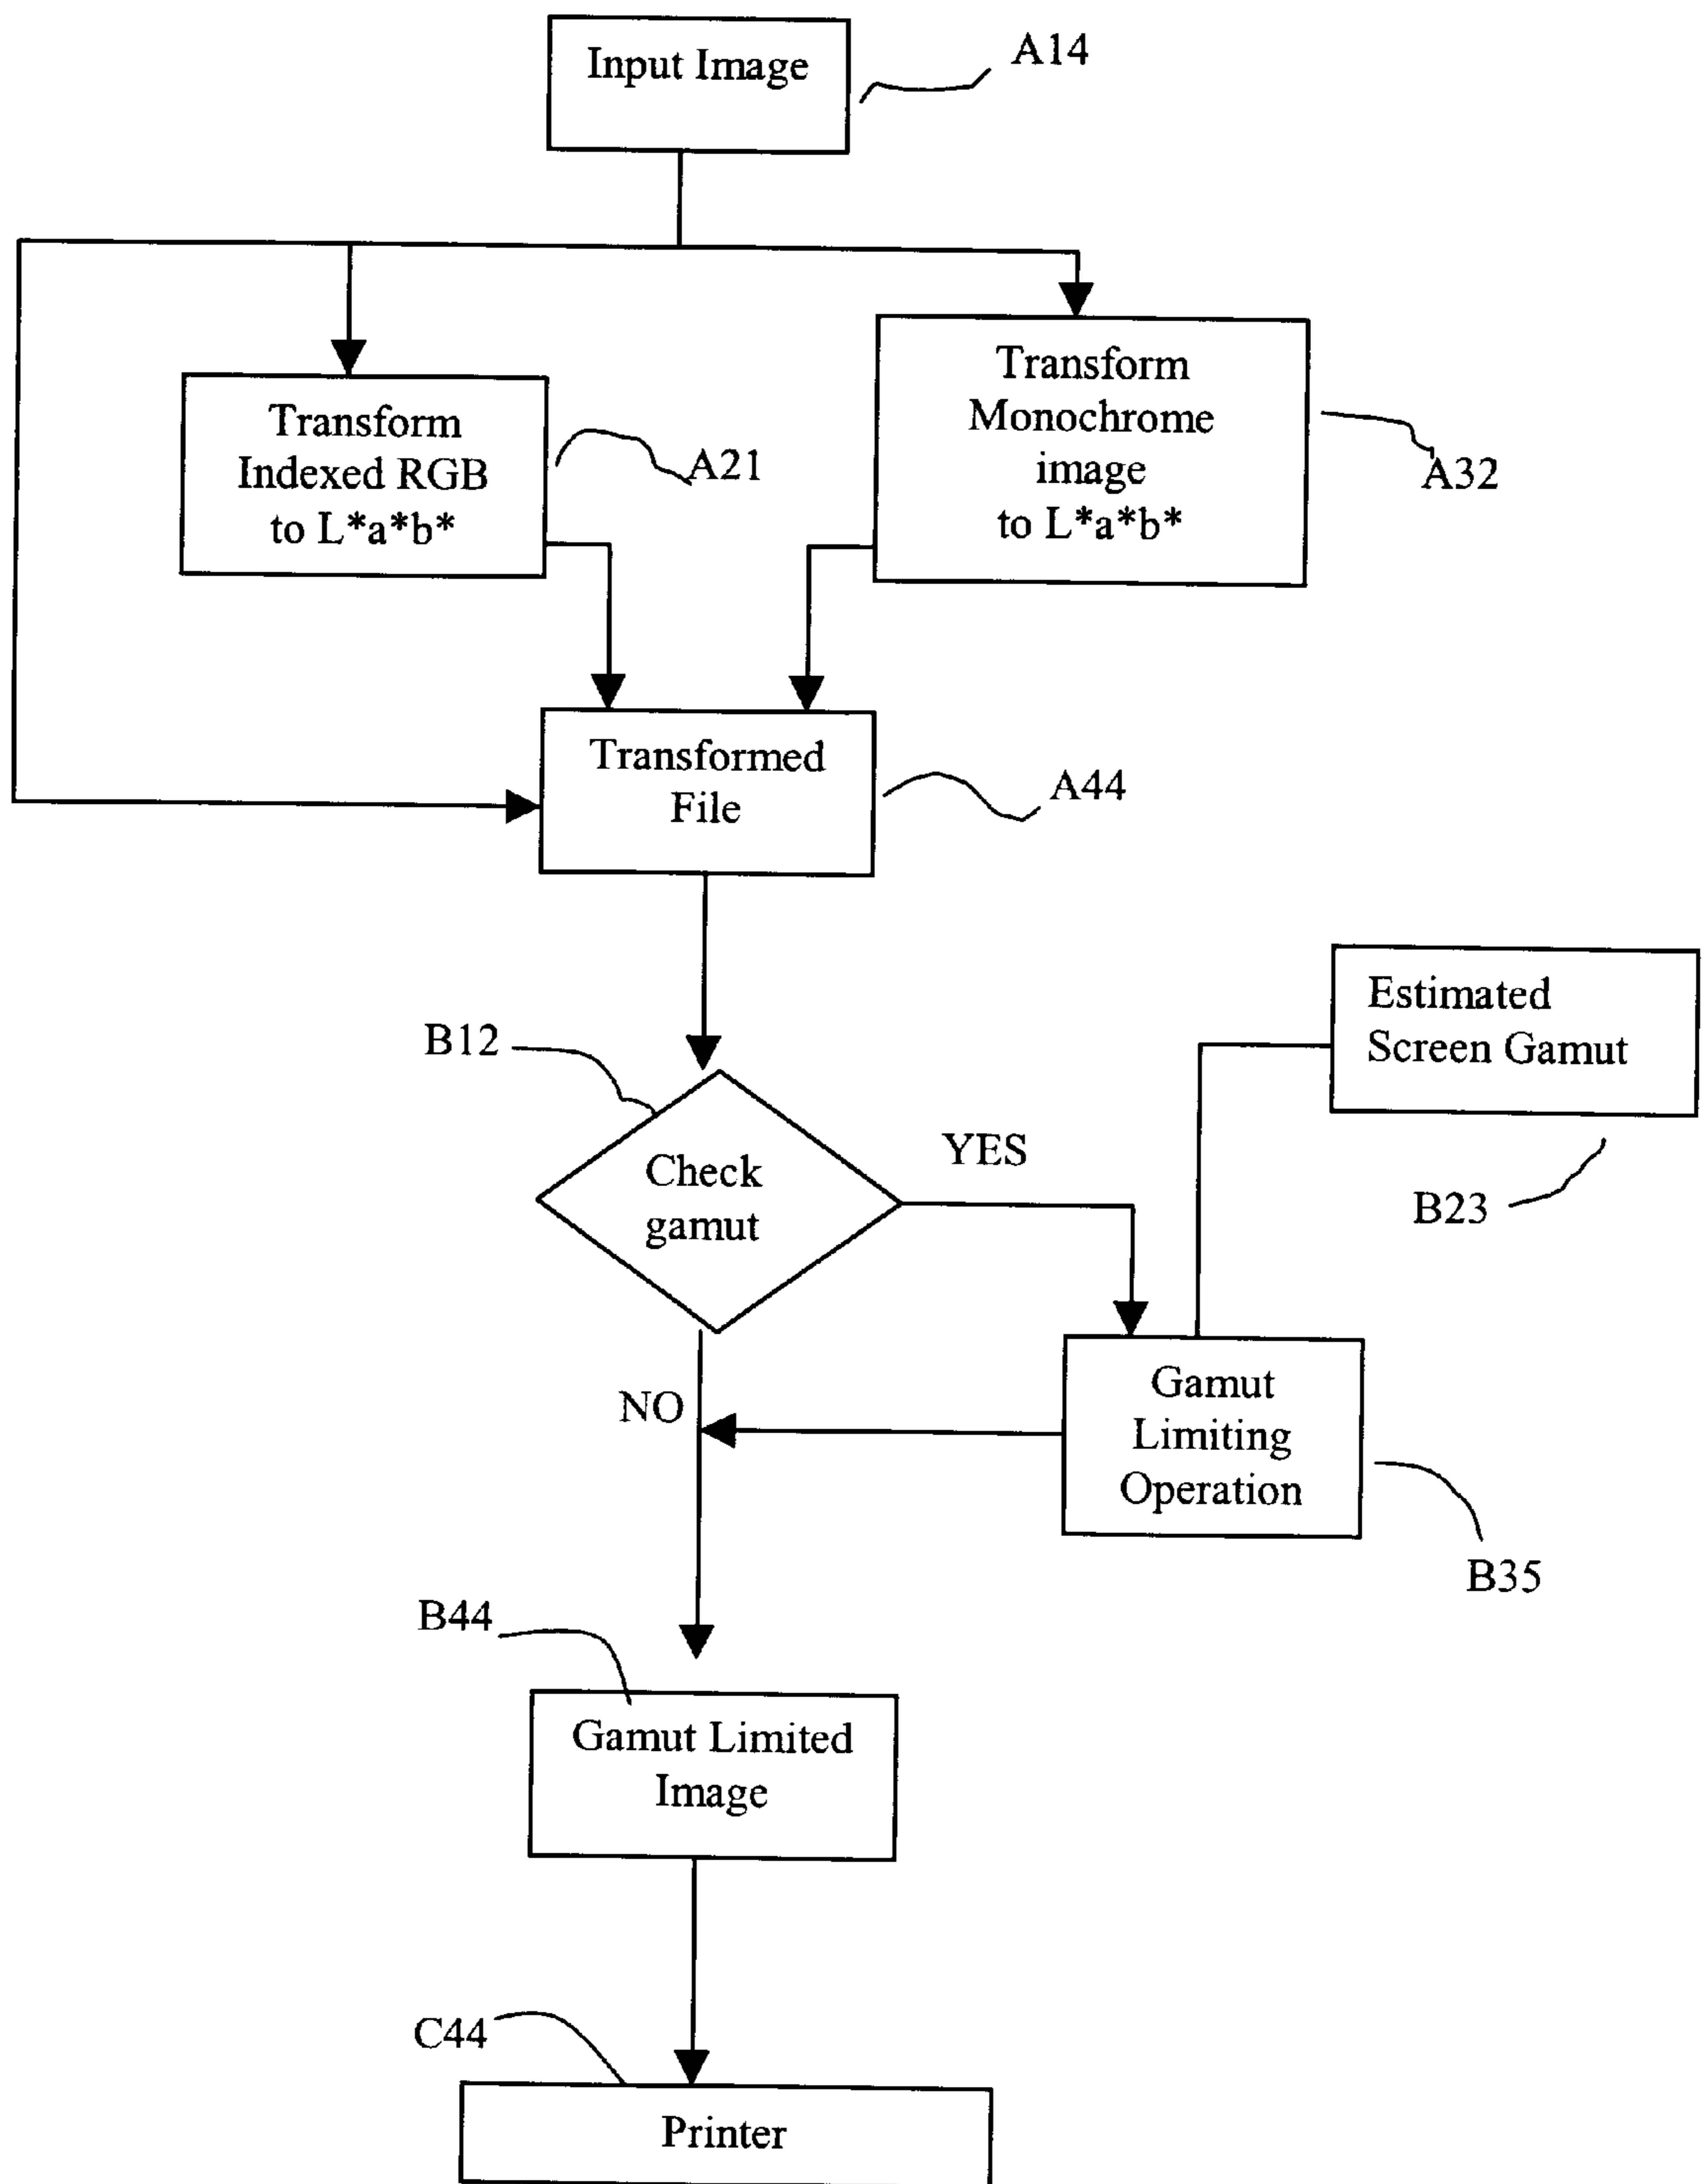 Input Image
A14
Transform
Indexed RGB
to L*a*b*
A21
Transform
Monochrome
image
to L*a*b*
A32
Transformed
File
A44
Estimated
Screen Gamut
B23
B12
Check
gamut
YES
NO
Gamut
Limiting
Operation
B35
B44
Gamut Limited
Image
C44
Printer